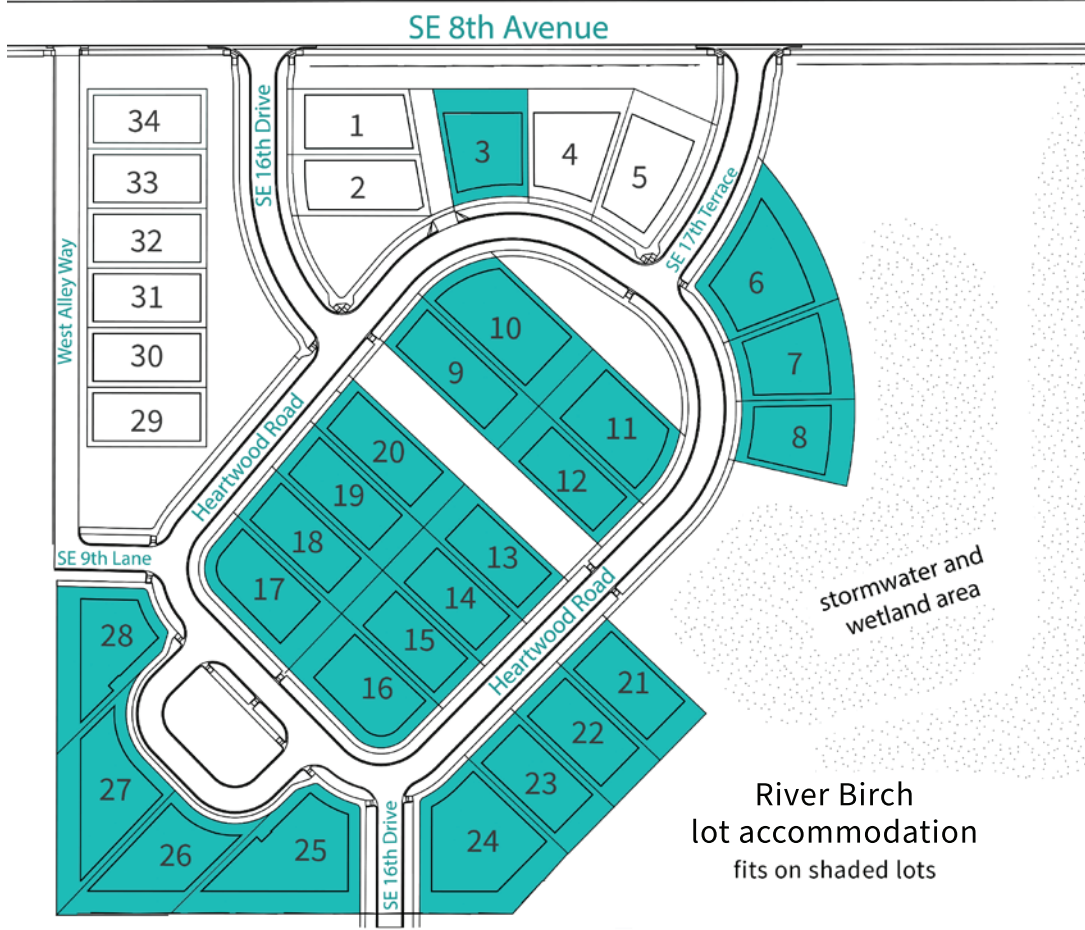 SE 8th Avenue
SE 16th Drive
SE 17th Terrace
West Alley Way
34
33
32
31
30
29
1
2
3
4
5
6
7
8
10
9
11
12
20
19
18
17
13
14
15
16
Heartwood Road
Heartwood Road
SE 9th Lane
28
27
26
25
24
23
22
21
SE 16th Drive
stormwater and
wetland area
River Birch
lot accommodation
fits on shaded lots